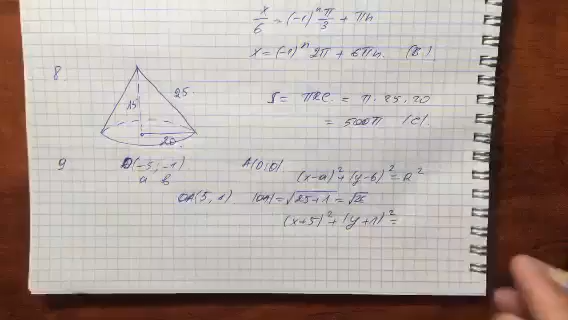 x/6 = (-1)^n π/3 + πn
x = (-1)^n 2π + 6πn. (B.)
8.
25
15
20
S = πRL = π · 25 · 20
= 500π (C).
9 O(-5; -1) A(0; 0)
a b
(x-a)² + (y-b)² = a²
OA(5, 1) |OA| = √25+1 = √26
(x+5)² + (y+1)² =